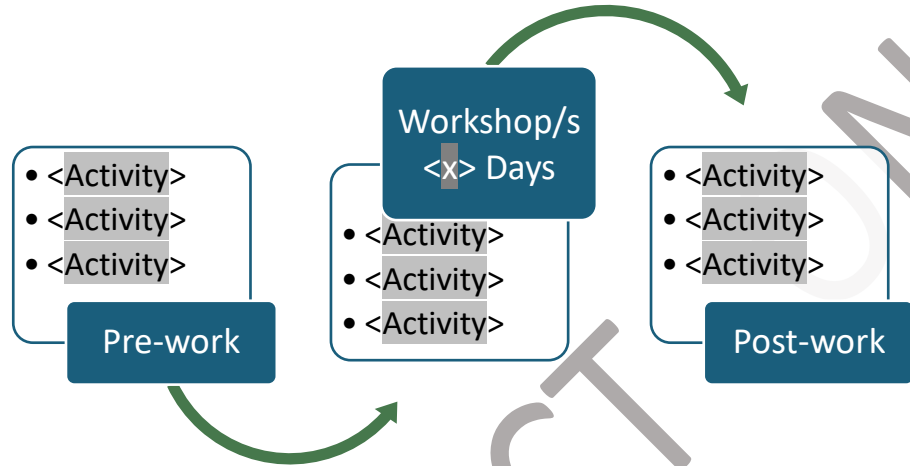 • <Activity>
• <Activity>
• <Activity>
Pre-work
Workshop/s
<x> Days
• <Activity>
• <Activity>
• <Activity>
• <Activity>
• <Activity>
• <Activity>
Post-work